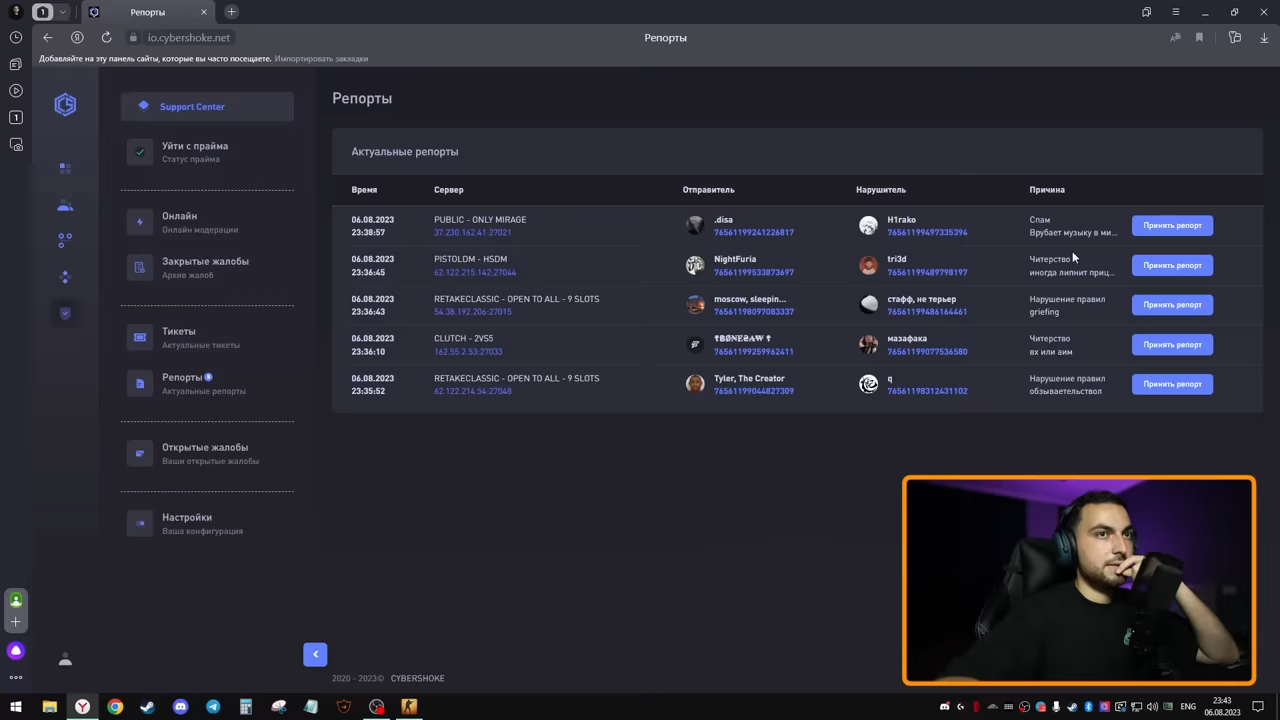 1
Репорты
io.cybershoke.net
Репорты
Добавляйте на эту панель сайты, которые вы часто посещаете. Импортировать закладки
1
Support Center
Уйти с прайма
Статус прайма
Онлайн
Онлайн модерации
Закрытые жалобы
Архив жалоб
Тикеты
Актуальные тикеты
Репорты
Актуальные репорты
Открытые жалобы
Ваши открытые жалобы
Настройки
Ваша конфигурация
Репорты
Актуальные репорты
Время Сервер Отправитель Нарушитель Причина
06.08.2023 PUBLIC - ONLY MIRAGE .disa H1rako Спам
23:38:57 37.230.162.41:27021 76561199241226817 76561199497335394 Врубает музыку в ми... Принять репорт
06.08.2023 PISTOLDM - HSDM NightFuria tri3d Читерство
23:36:45 62.122.215.142:27044 76561199533873697 76561199489798197 иногда липнит приц... Принять репорт
06.08.2023 RETAKECLASSIC - OPEN TO ALL - 9 SLOTS moscow, sleepin... стафф, не терьер Нарушение правил
23:36:43 54.38.192.206:27015 76561198097083337 76561199486164461 griefing Принять репорт
06.08.2023 CLUTCH - 2VS5 мазафака Читерство
23:36:10 162.55.2.53:27033 76561199259962411 76561199077536580 вх или аим Принять репорт
06.08.2023 RETAKECLASSIC - OPEN TO ALL - 9 SLOTS Tyler, The Creator q Нарушение правил
23:35:52 62.122.214.54:27048 76561199044827309 76561198312431102 обзываетельствол Принять репорт
2020 - 2023© CYBERSHOKE
ENG
23:43
06.08.2023